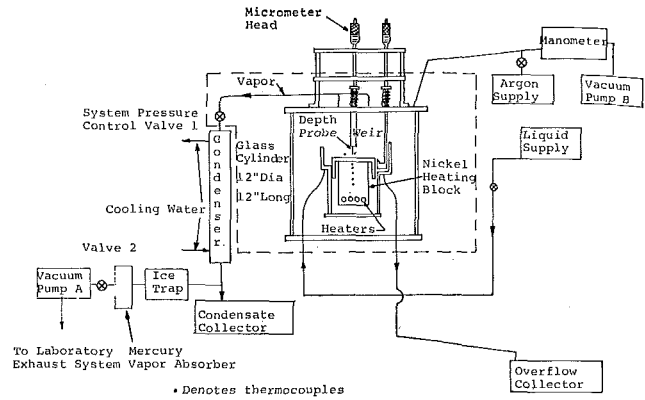 Micrometer
Head
Manometer
Vapor
Argon
Supply
Vacuum
Pump B
System Pressure
Control Valve 1
Depth
Probe
Weir
Liquid
Supply
Condenser
Glass
Cylinder
12"Dia
12"Long
Nickel
Heating
Block
Cooling Water
Heaters
Valve 2
Vacuum
Pump A
Ice
Trap
Condensate
Collector
To Laboratory
Exhaust System
Mercury
Vapor Absorber
Overflow
Collector
• Denotes thermocouples